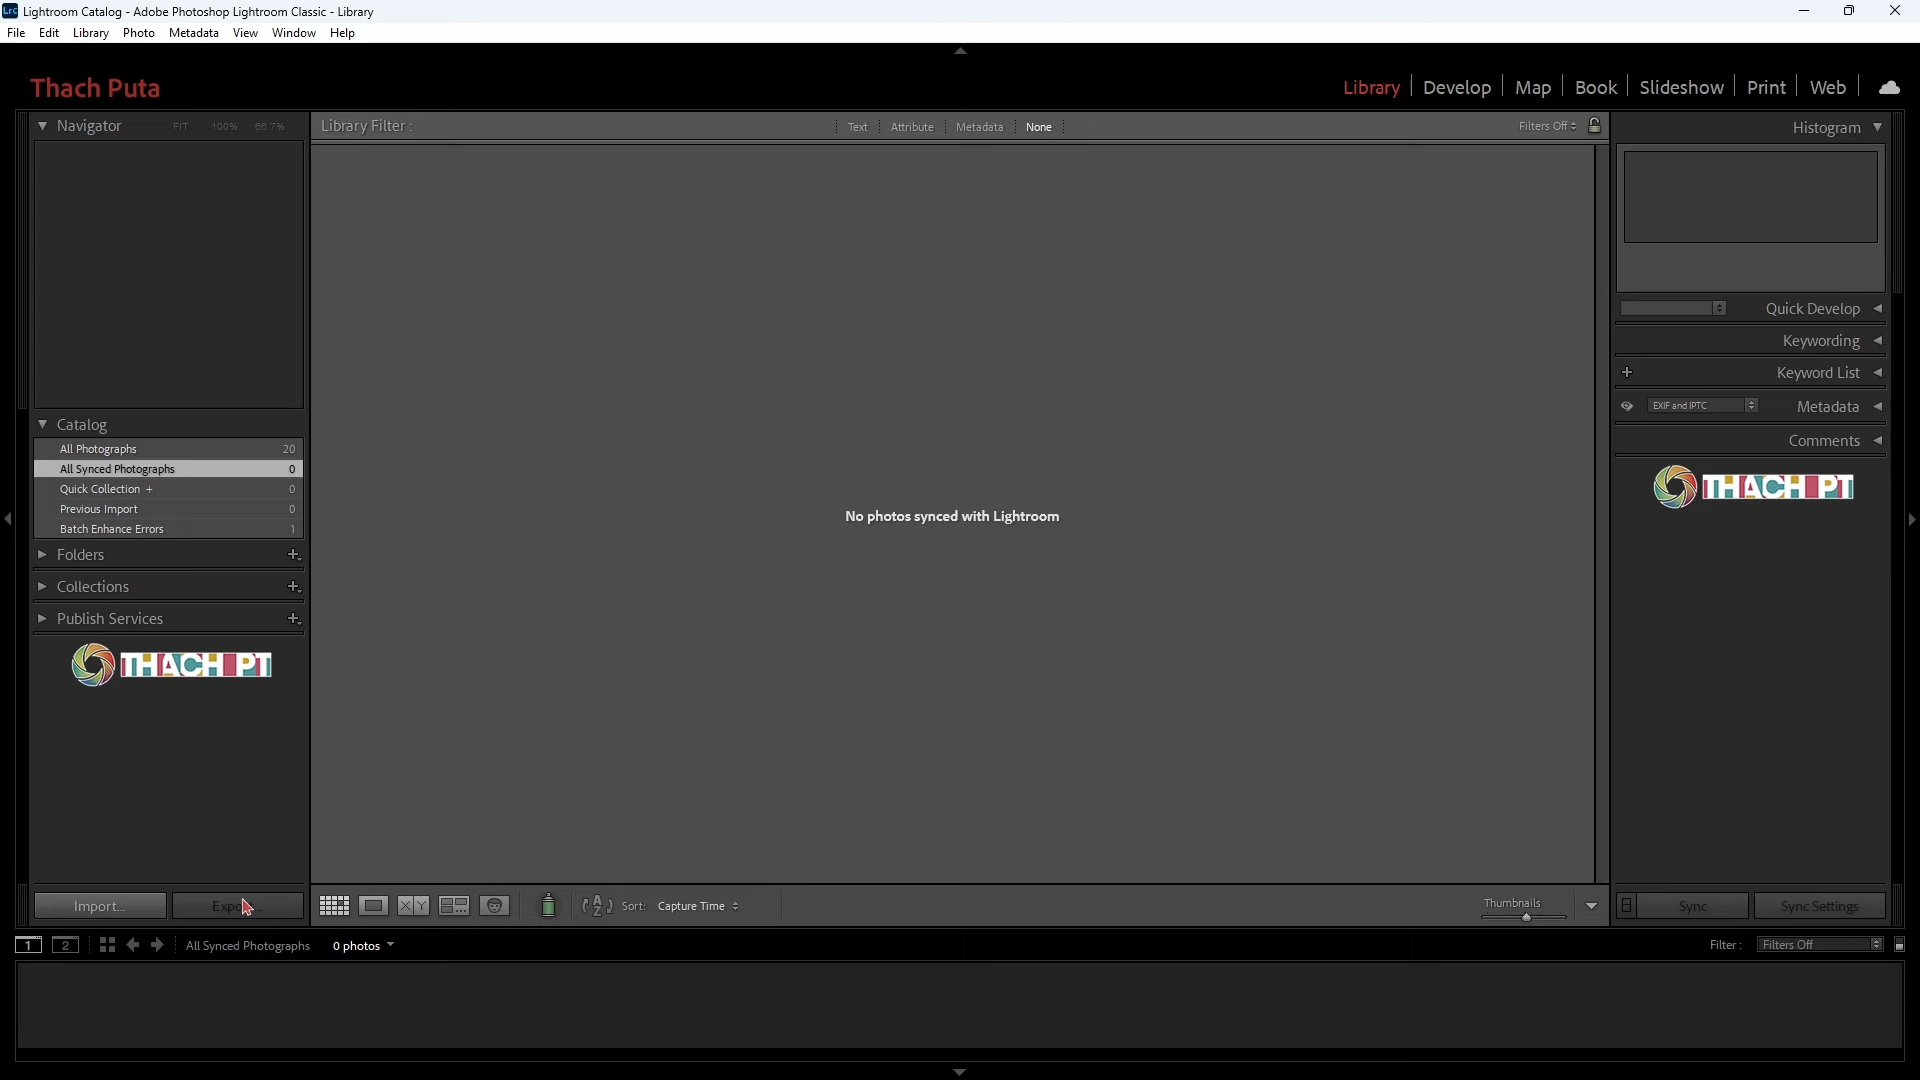 Lrc Lightroom Catalog - Adobe Photoshop Lightroom Classic - Library
File Edit Library Photo Metadata View Window Help
Thach Puta
Library Develop Map Book Slideshow Print Web
Navigator FIT 100% 66.7%
Library Filter : Text Attribute Metadata None Filters Off
Histogram
Quick Develop
Keywording
Keyword List
EXIF and IPTC Metadata
Comments
THACH PT
Catalog
All Photographs 20
All Synced Photographs 0
Quick Collection + 0
Previous Import 0
Batch Enhance Errors 1
Folders
Collections
Publish Services
THACH PT
No photos synced with Lightroom
Import... X Y A Z Sort: Capture Time Thumbnails Sync Sync Settings
1 2 All Synced Photographs 0 photos Filter : Filters Off